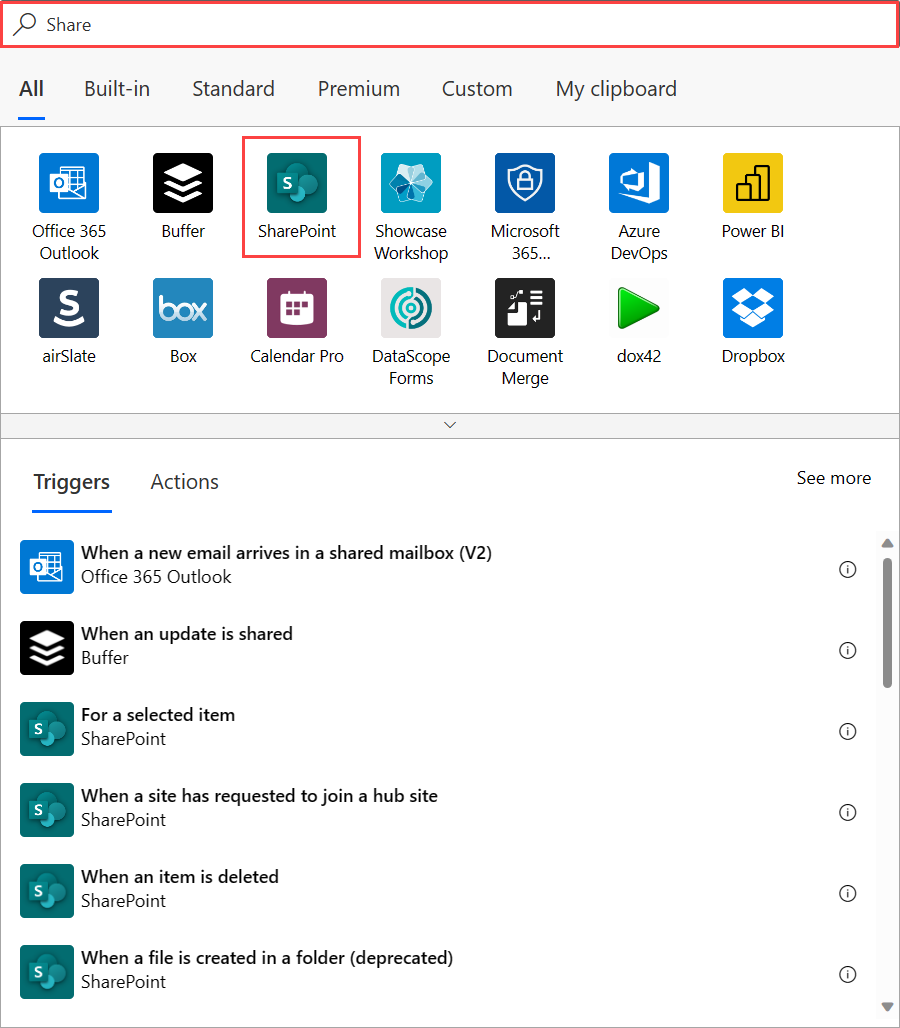 Share
All Built-in Standard Premium Custom My clipboard
Office 365 Outlook
Buffer
SharePoint
Showcase Workshop
Microsoft 365...
Azure DevOps
Power BI
airSlate
box
Box
Calendar Pro
DataScope Forms
Document Merge
dox42
Dropbox
Triggers Actions See more
When a new email arrives in a shared mailbox (V2)
Office 365 Outlook
When an update is shared
Buffer
For a selected item
SharePoint
When a site has requested to join a hub site
SharePoint
When an item is deleted
SharePoint
When a file is created in a folder (deprecated)
SharePoint